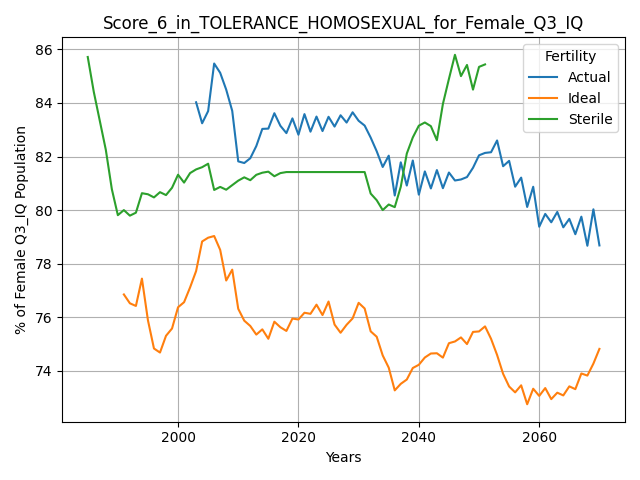 Score_6_in_TOLERANCE_HOMOSEXUAL_for_Female_Q3_IQ
% of Female Q3_IQ Population
86
84
82
80
78
76
74
Fertility
Actual
Ideal
Sterile
2000
2020
2040
2060
Years